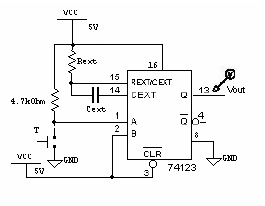 VCC
5V
16
Rext
15
REXT/CEXT
14
CEXT
Q
13
Vout
Cext
4.7kOhm
1
A
Q
4
T
2
B
8
GND
VCC
5V
GND
CLR
3
74123